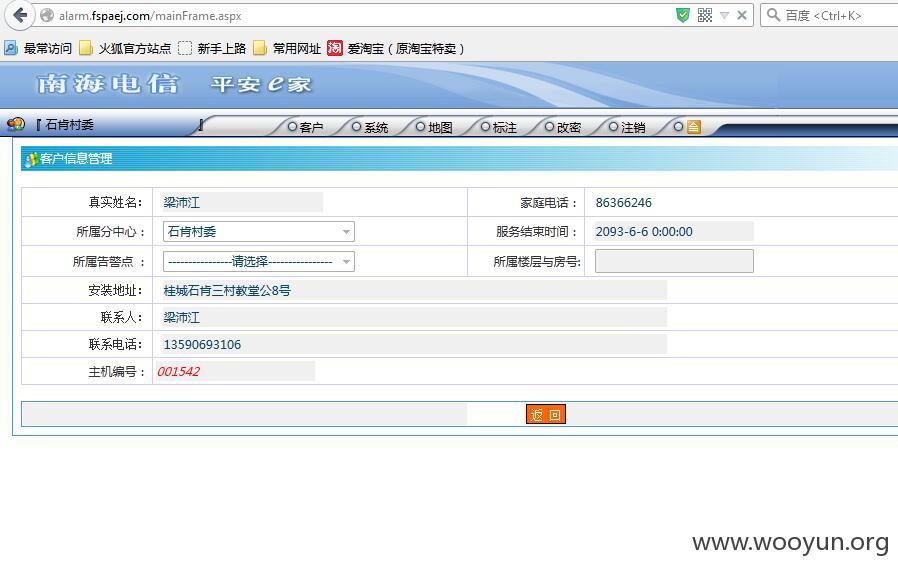 alarm.fspaej.com/mainFrame.aspx 百度 <Ctrl+K>
最常访问 火狐官方站点 新手上路 常用网址 淘 爱淘宝（原淘宝特卖）
南海电信 平安e家
〖 石肯村委 〗 客户 系统 地图 标注 改密 注销
客户信息管理
真实姓名: 梁沛江 家庭电话: 86366246
所属分中心: 石肯村委 服务结束时间: 2093-6-6 0:00:00
所属告警点: ----------------请选择---------------- 所属楼层与房号:
安装地址: 桂城石肯三村教堂公8号
联系人: 梁沛江
联系电话: 13590693106
主机编号: 001542
返 回
www.wooyun.org